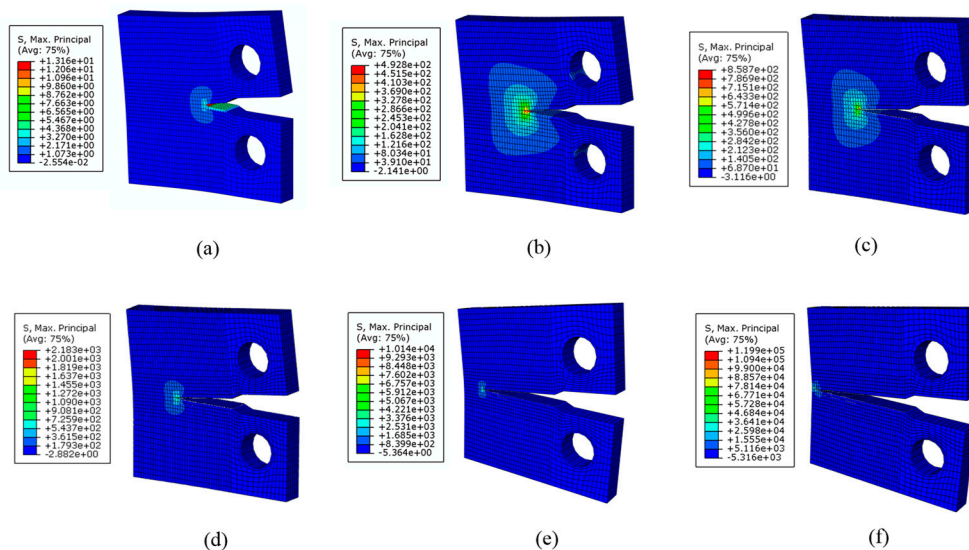 S, Max. Principal
(Avg: 75%)
+1.316e+01
+1.206e+01
+1.096e+01
+9.860e+00
+8.762e+00
+7.663e+00
+6.565e+00
+5.467e+00
+4.368e+00
+3.270e+00
+2.171e+00
+1.073e+00
-2.554e-02
(a)
S, Max. Principal
(Avg: 75%)
+4.928e+02
+4.515e+02
+4.103e+02
+3.690e+02
+3.278e+02
+2.866e+02
+2.453e+02
+2.041e+02
+1.628e+02
+1.216e+02
+8.034e+01
+3.910e+01
-2.141e+00
(b)
S, Max. Principal
(Avg: 75%)
+8.587e+02
+7.869e+02
+7.151e+02
+6.433e+02
+5.714e+02
+4.996e+02
+4.278e+02
+3.560e+02
+2.842e+02
+2.123e+02
+1.405e+02
+6.870e+01
-3.116e+00
(c)
S, Max. Principal
(Avg: 75%)
+2.183e+03
+2.001e+03
+1.819e+03
+1.637e+03
+1.455e+03
+1.272e+03
+1.090e+03
+9.081e+02
+7.259e+02
+5.437e+02
+3.615e+02
+1.793e+02
-2.882e+00
(d)
S, Max. Principal
(Avg: 75%)
+1.014e+04
+9.293e+03
+8.448e+03
+7.602e+03
+6.757e+03
+5.912e+03
+5.067e+03
+4.221e+03
+3.376e+03
+2.531e+03
+1.685e+03
+8.399e+02
-5.364e+00
(e)
S, Max. Principal
(Avg: 75%)
+1.199e+05
+1.094e+05
+9.900e+04
+8.857e+04
+7.814e+04
+6.771e+04
+5.728e+04
+4.684e+04
+3.641e+04
+2.598e+04
+1.555e+04
+5.116e+03
-5.316e+03
(f)